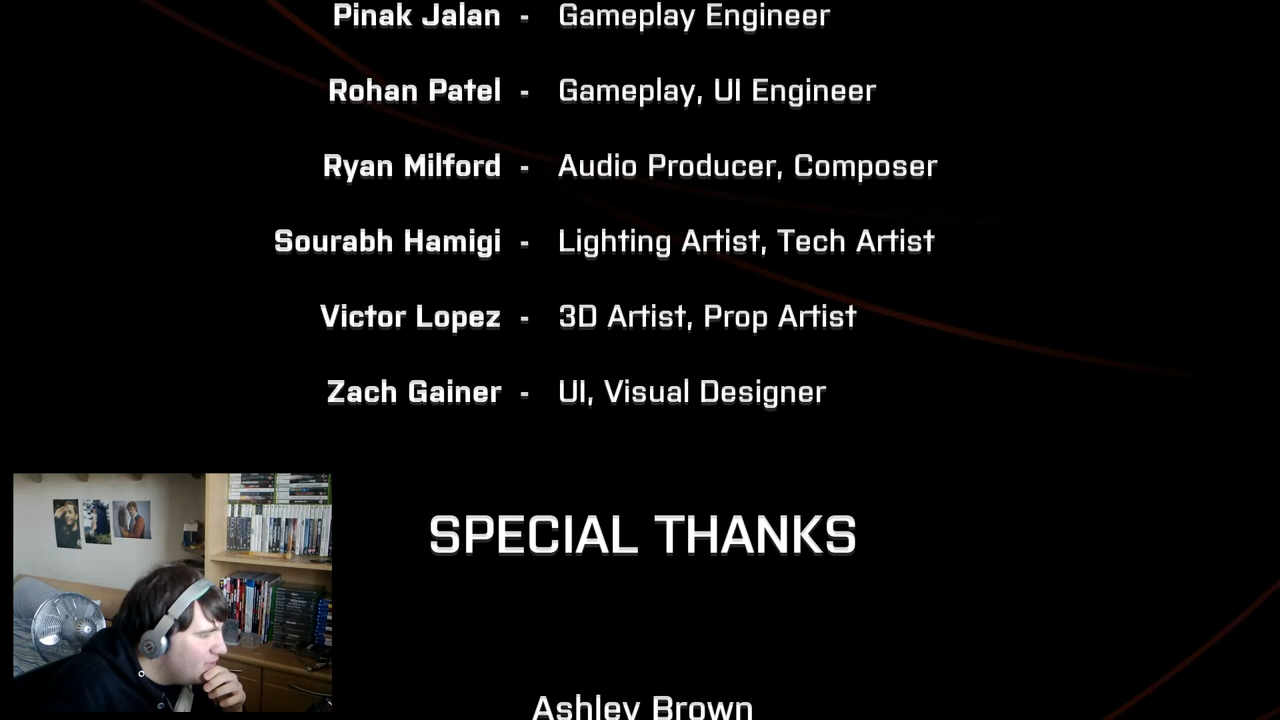 Pinak Jalan - Gameplay Engineer
Rohan Patel - Gameplay, UI Engineer
Ryan Milford - Audio Producer, Composer
Sourabh Hamigi - Lighting Artist, Tech Artist
Victor Lopez - 3D Artist, Prop Artist
Zach Gainer - UI, Visual Designer
SPECIAL THANKS
Ashley Brown